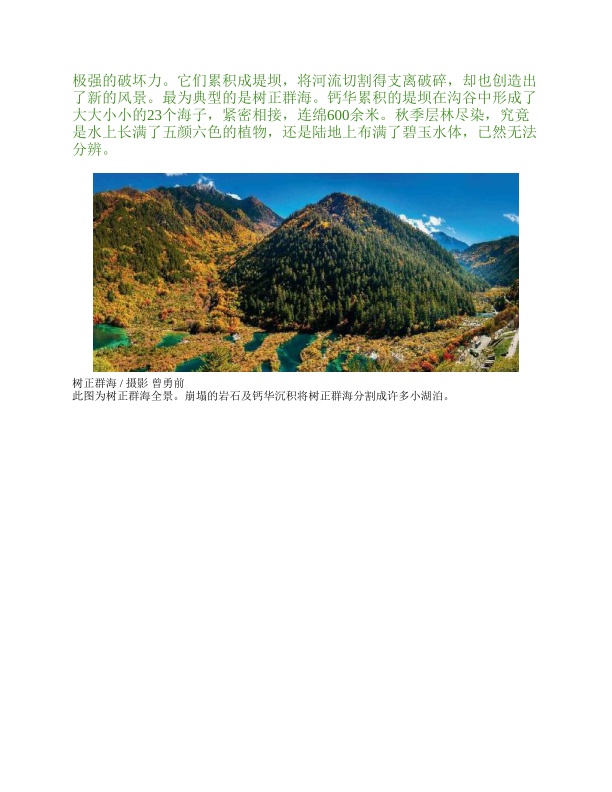 极强的破坏力。它们累积成堤坝，将河流切割得支离破碎，却也创造出
了新的风景。最为典型的是树正群海。钙华累积的堤坝在沟谷中形成了
大大小小的23个海子，紧密相接，连绵600余米。秋季层林尽染，究竟
是水上长满了五颜六色的植物，还是陆地上布满了碧玉水体，已然无法
分辨。
树正群海 / 摄影 曾勇前
此图为树正群海全景。崩塌的岩石及钙华沉积将树正群海分割成许多小湖泊。